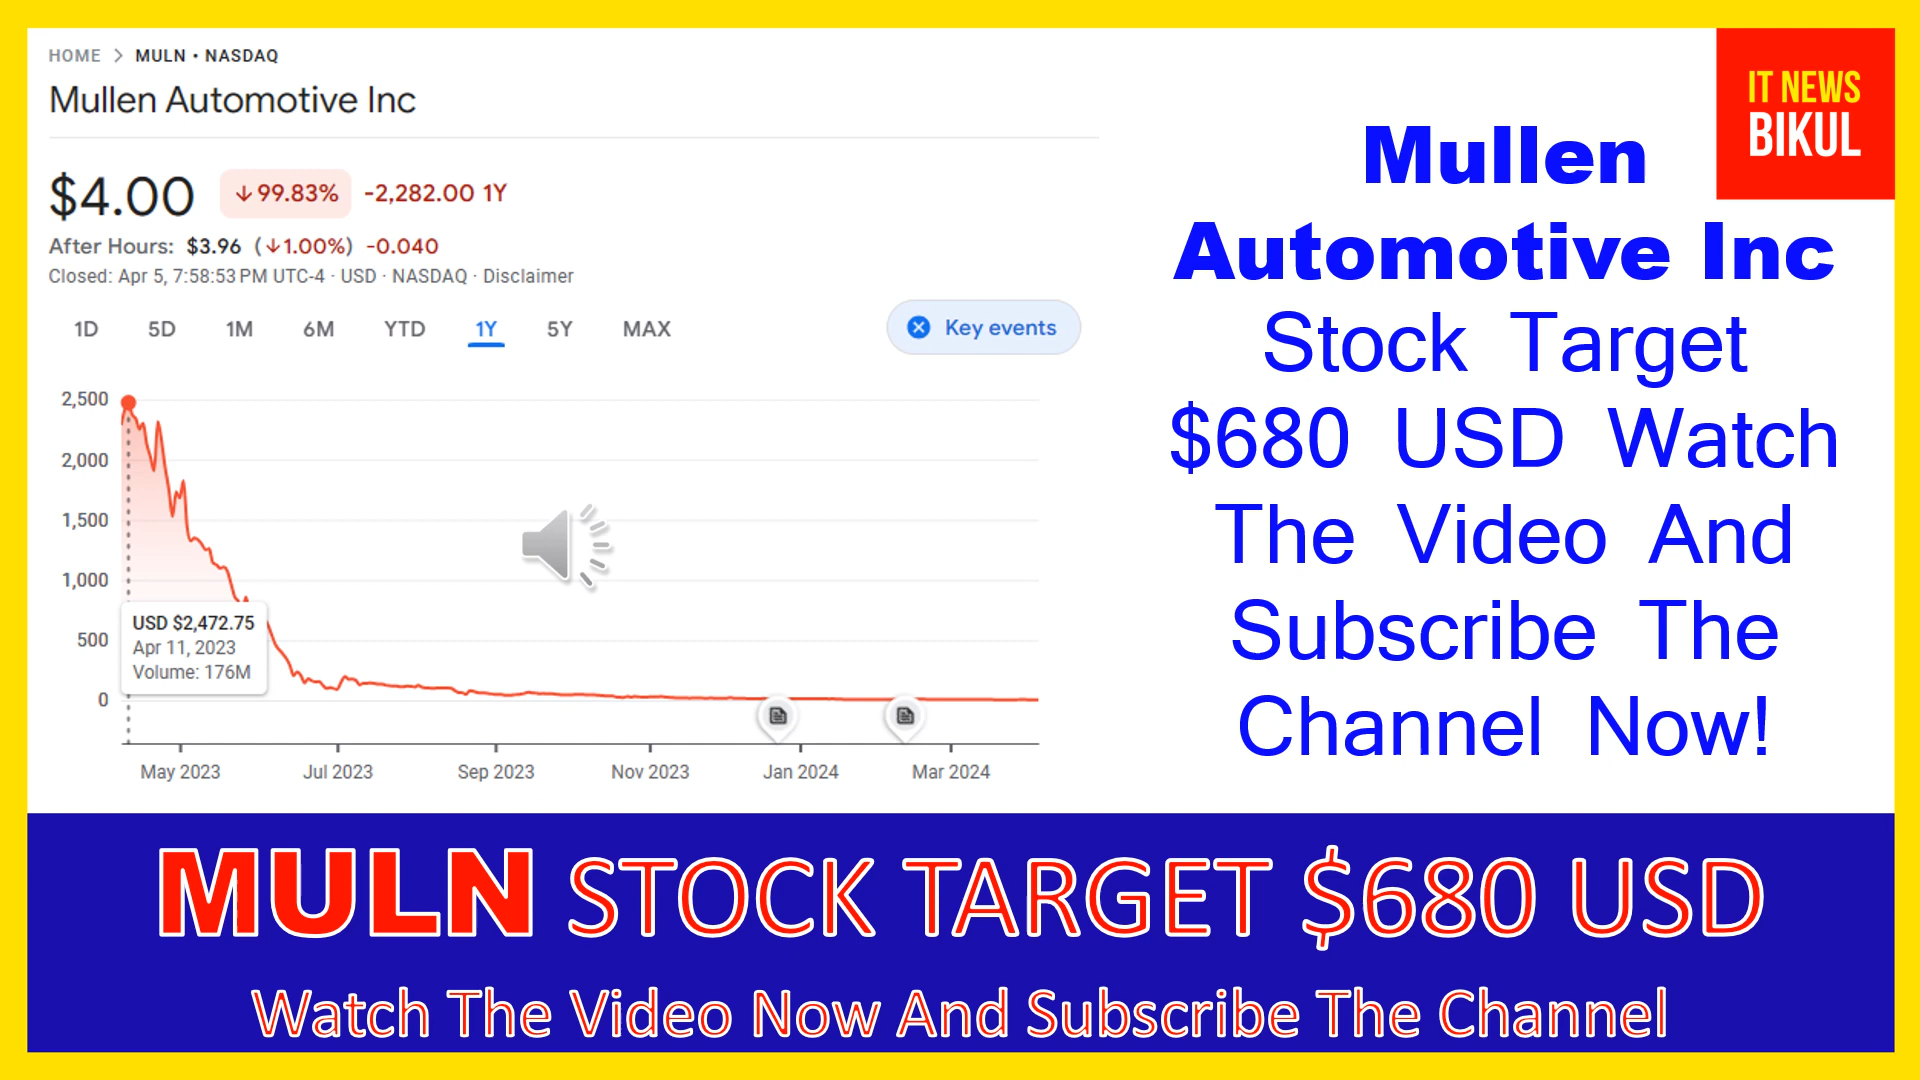 HOME > MULN • NASDAQ
Mullen Automotive Inc
$4.00 ↓99.83% -2,282.00 1Y
After Hours: $3.96 (↓1.00%) -0.040
Closed: Apr 5, 7:58:53 PM UTC-4 · USD · NASDAQ · Disclaimer
1D 5D 1M 6M YTD 1Y 5Y MAX
Key events
2,500
2,000
1,500
1,000
500
0
USD $2,472.75
Apr 11, 2023
Volume: 176M
May 2023 Jul 2023 Sep 2023 Nov 2023 Jan 2024 Mar 2024
IT NEWS
BIKUL
Mullen
Automotive Inc
Stock Target
$680 USD Watch
The Video And
Subscribe The
Channel Now!
MULN STOCK TARGET $680 USD
Watch The Video Now And Subscribe The Channel